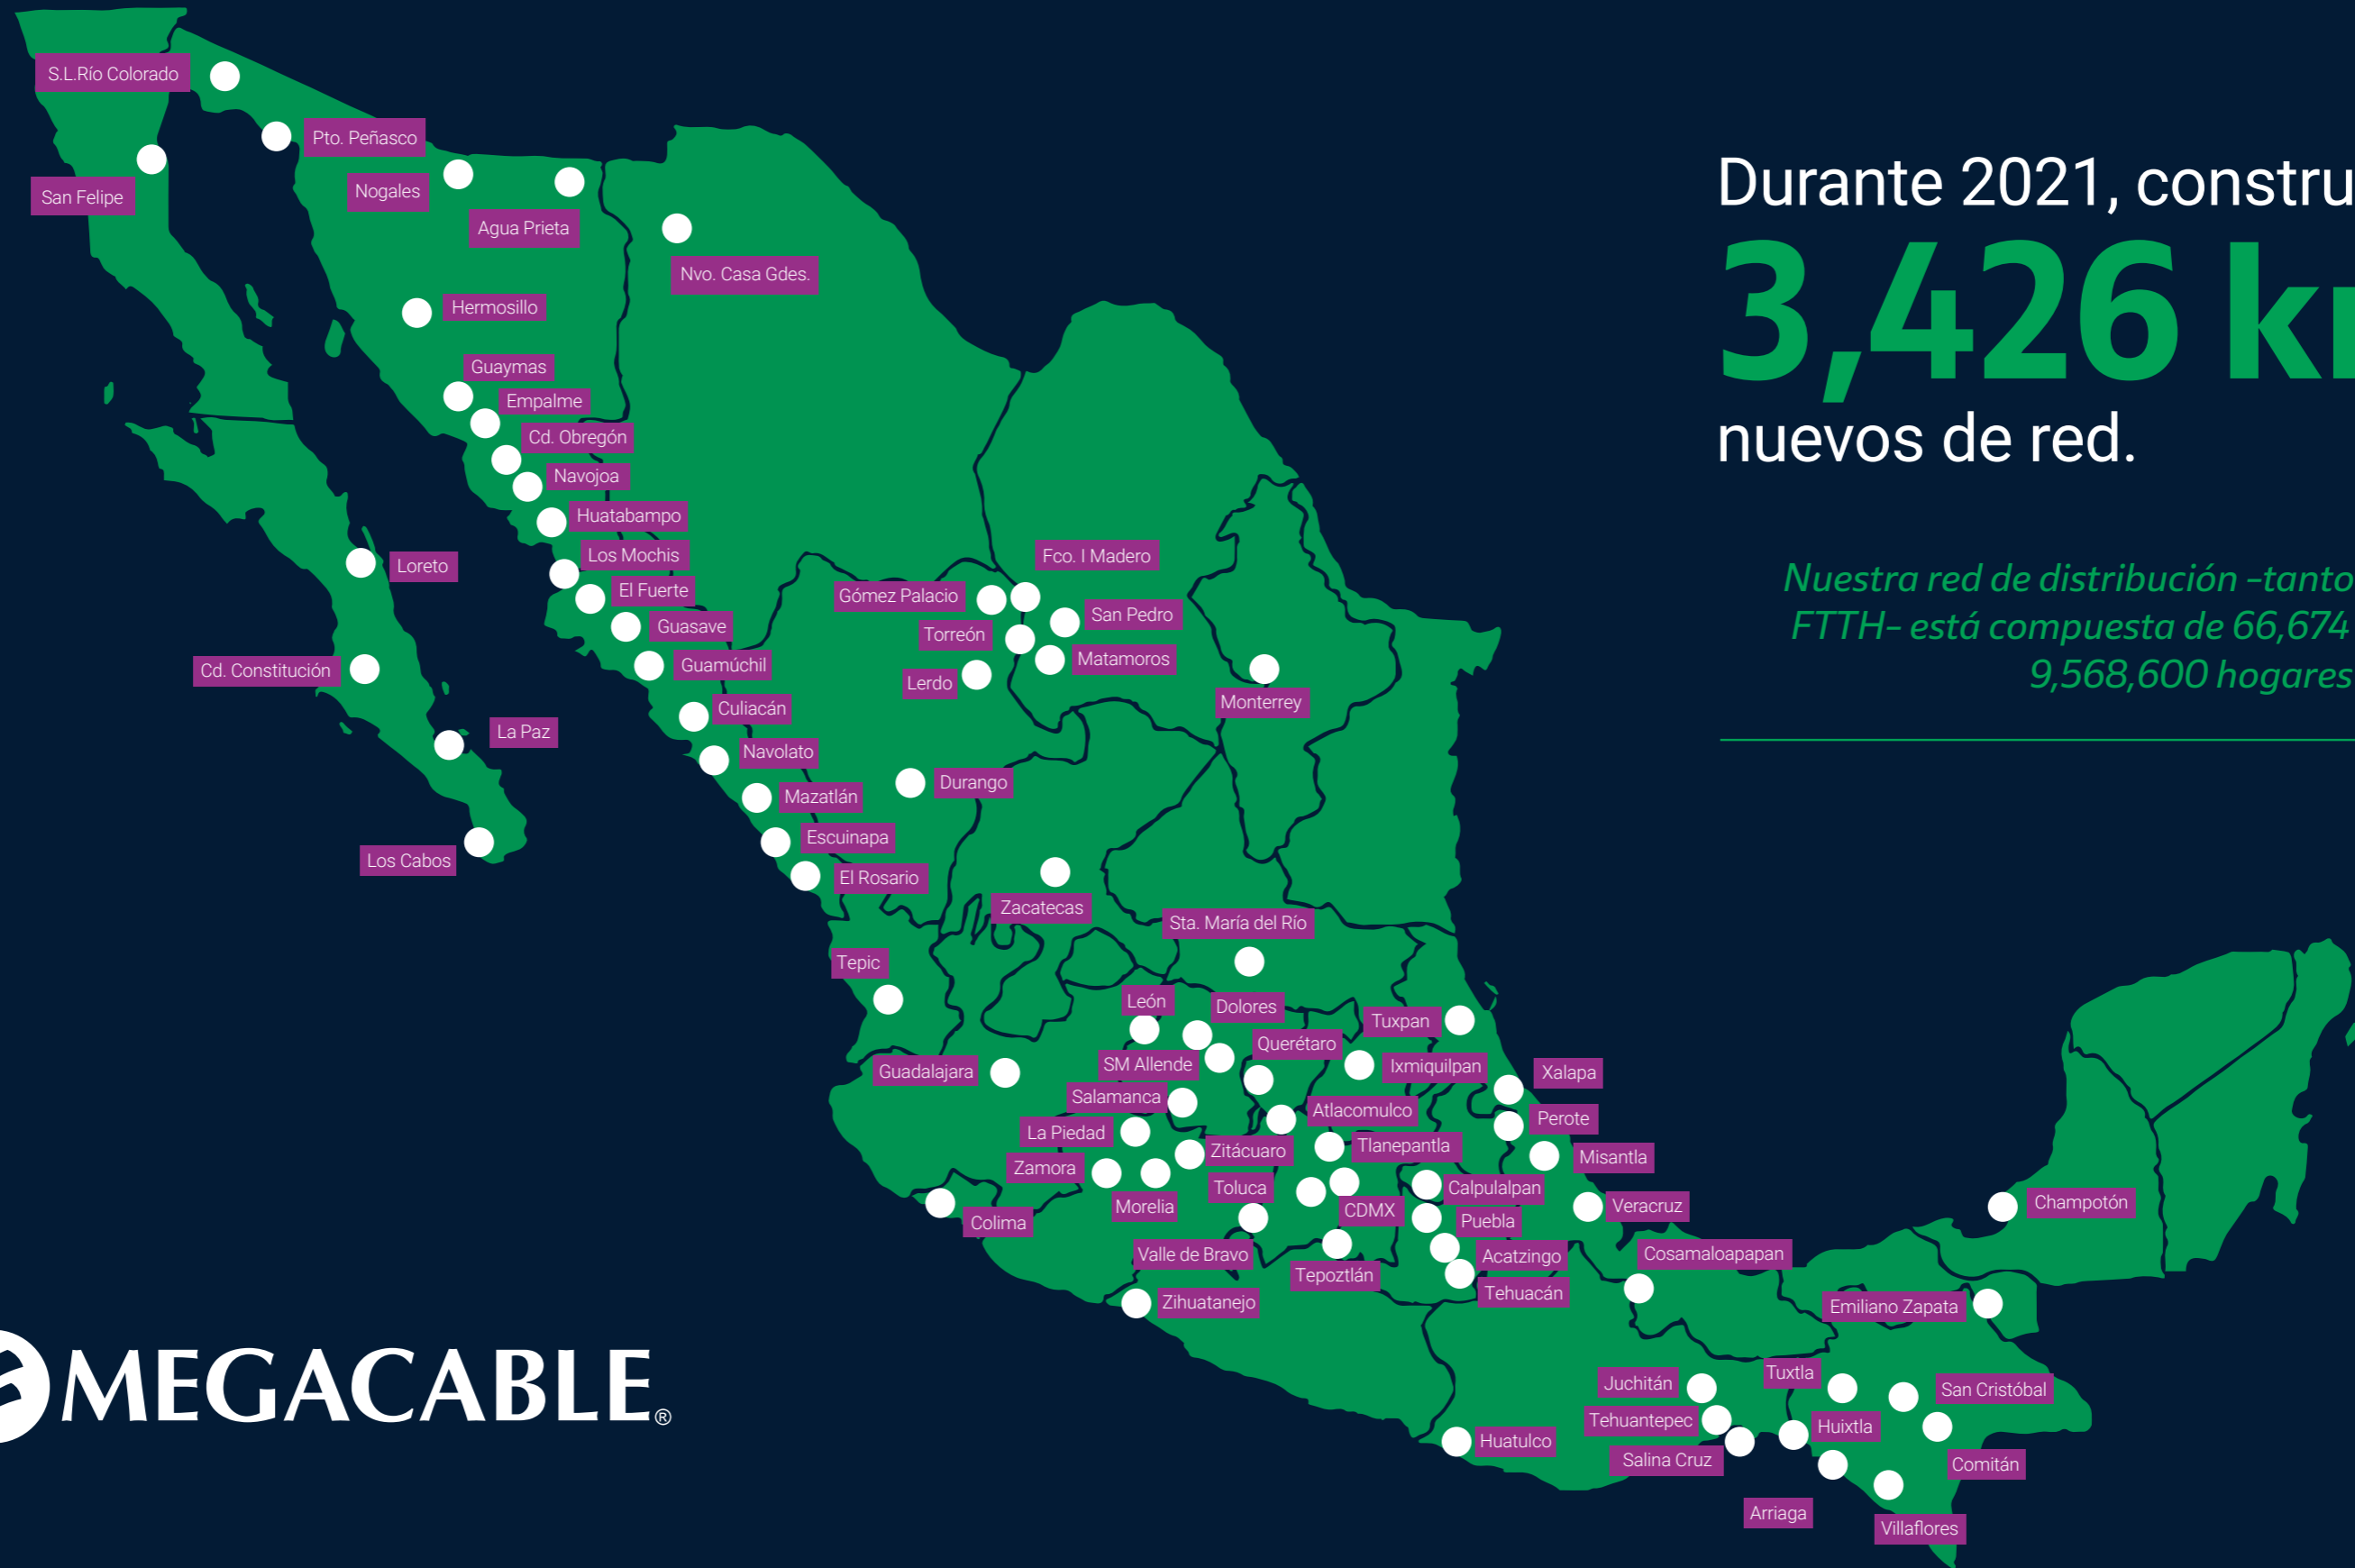 S.L.Río Colorado
Pto. Peñasco
San Felipe
Nogales
Agua Prieta
Nvo. Casa Gdes.
Hermosillo
Guaymas
Empalme
Cd. Obregón
Navojoa
Huatabampo
Los Mochis
El Fuerte
Guasave
Guamúchil
Culiacán
Navolato
Mazatlán
Escuinapa
El Rosario
Loreto
Cd. Constitución
La Paz
Los Cabos
Fco. I Madero
Gómez Palacio
San Pedro
Torreón
Matamoros
Lerdo
Monterrey
Durango
Zacatecas
Sta. María del Río
Tepic
León
Dolores
Tuxpan
Querétaro
Guadalajara
SM Allende
Ixmiquilpan
Xalapa
Salamanca
Atlacomulco
Perote
La Piedad
Zitácuaro
Tlanepantla
Misantla
Zamora
Toluca
Calpulalpan
Morelia
CDMX
Puebla
Veracruz
Champotón
Colima
Valle de Bravo
Acatzingo
Cosamaloapapan
Tepoztlán
Tehuacán
Zihuatanejo
Emiliano Zapata
Juchitán
Tuxtla
San Cristóbal
Tehuantepec
Huixtla
Huatulco
Salina Cruz
Comitán
Arriaga
Villaflores
Durante 2021, constru
3,426
nuevos de red.
Nuestra red de distribución –tanto
FTTH– está compuesta de 66,674
9,568,600 hogares
MEGACABLE®